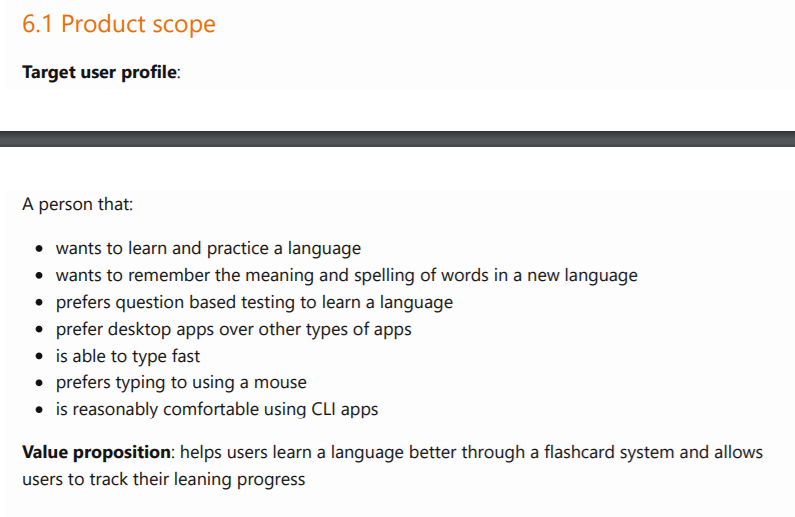 6.1 Product scope
Target user profile:
A person that:
• wants to learn and practice a language
• wants to remember the meaning and spelling of words in a new language
• prefers question based testing to learn a language
• prefer desktop apps over other types of apps
• is able to type fast
• prefers typing to using a mouse
• is reasonably comfortable using CLI apps
Value proposition: helps users learn a language better through a flashcard system and allows
users to track their leaning progress